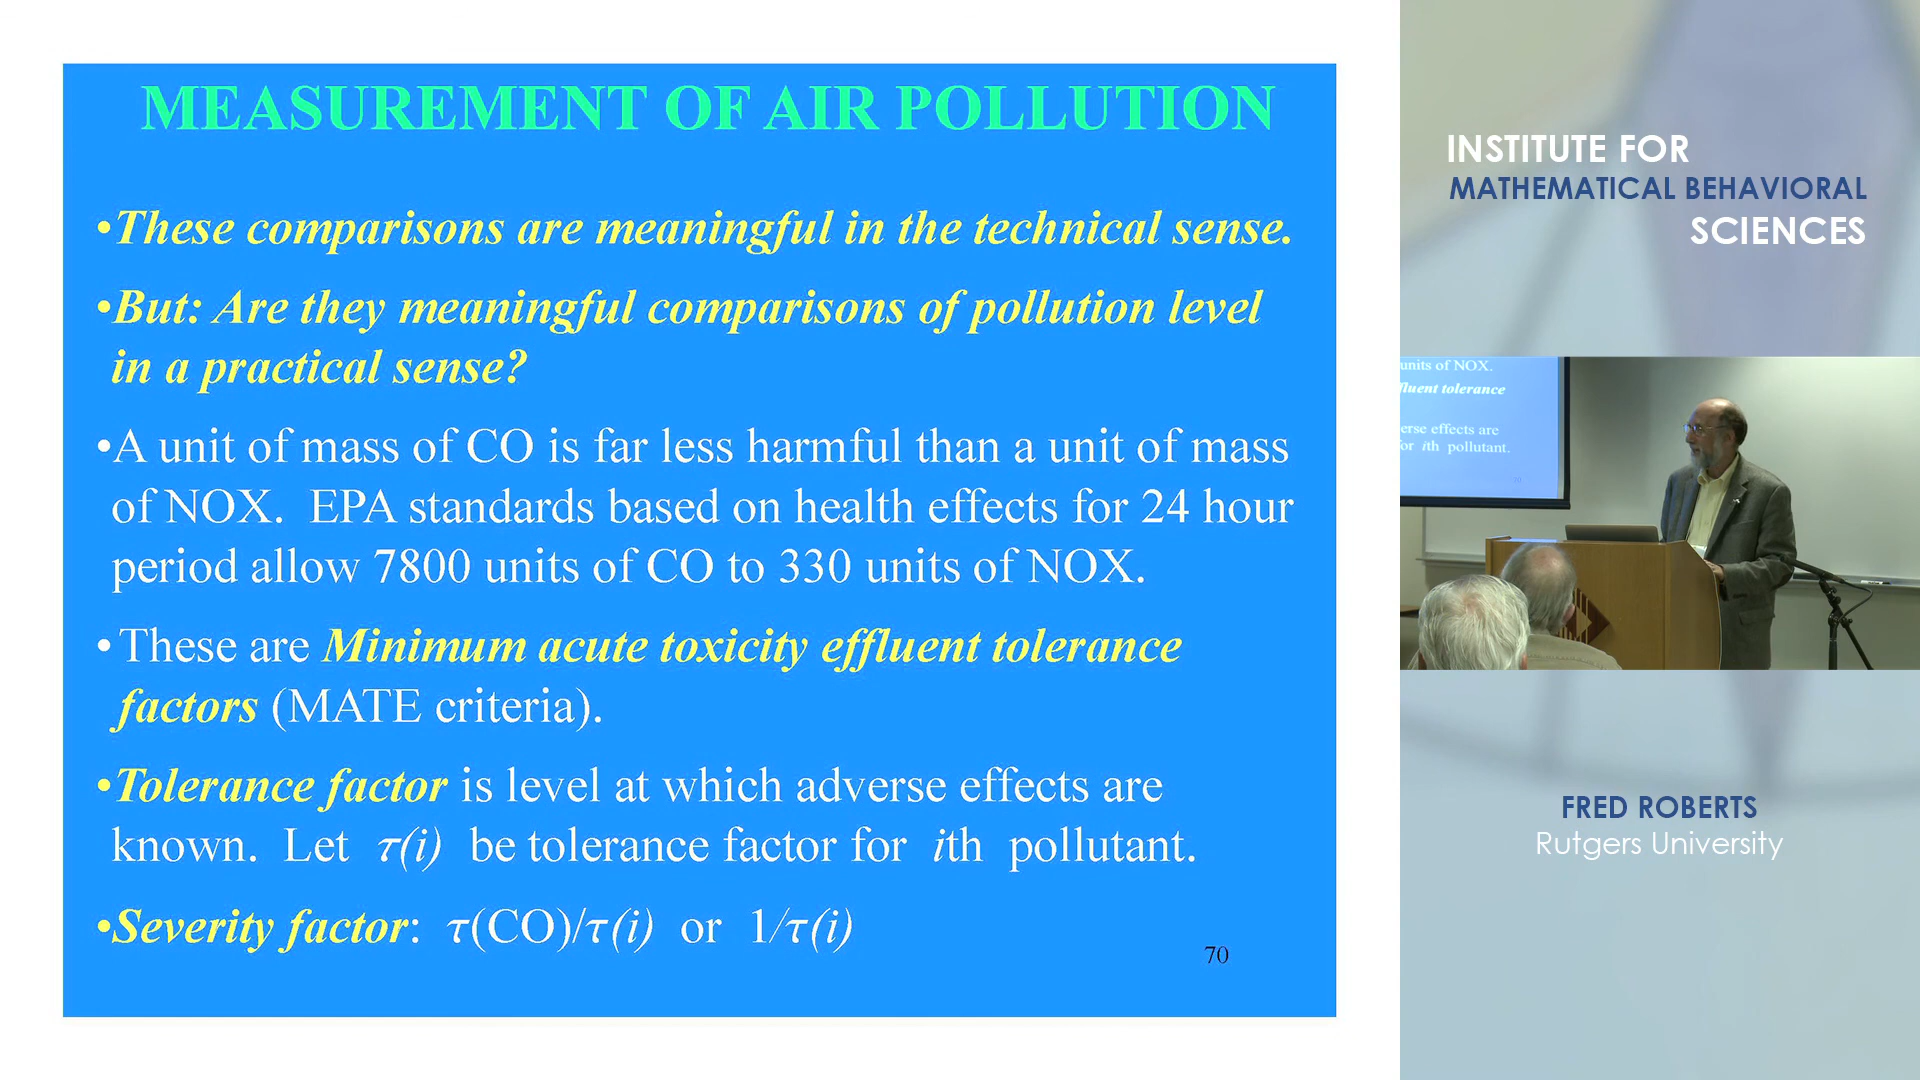 MEASUREMENT OF AIR POLLUTION
•These comparisons are meaningful in the technical sense.
•But: Are they meaningful comparisons of pollution level
in a practical sense?
•A unit of mass of CO is far less harmful than a unit of mass
of NOX.  EPA standards based on health effects for 24 hour
period allow 7800 units of CO to 330 units of NOX.
•These are Minimum acute toxicity effluent tolerance
factors (MATE criteria).
•Tolerance factor is level at which adverse effects are
known.  Let τ(i) be tolerance factor for ith pollutant.
•Severity factor: τ(CO)/τ(i) or 1/τ(i)
70
INSTITUTE FOR
MATHEMATICAL BEHAVIORAL
SCIENCES
units of NOX.
fluent tolerance
erse effects are
or ith pollutant.
FRED ROBERTS
Rutgers University